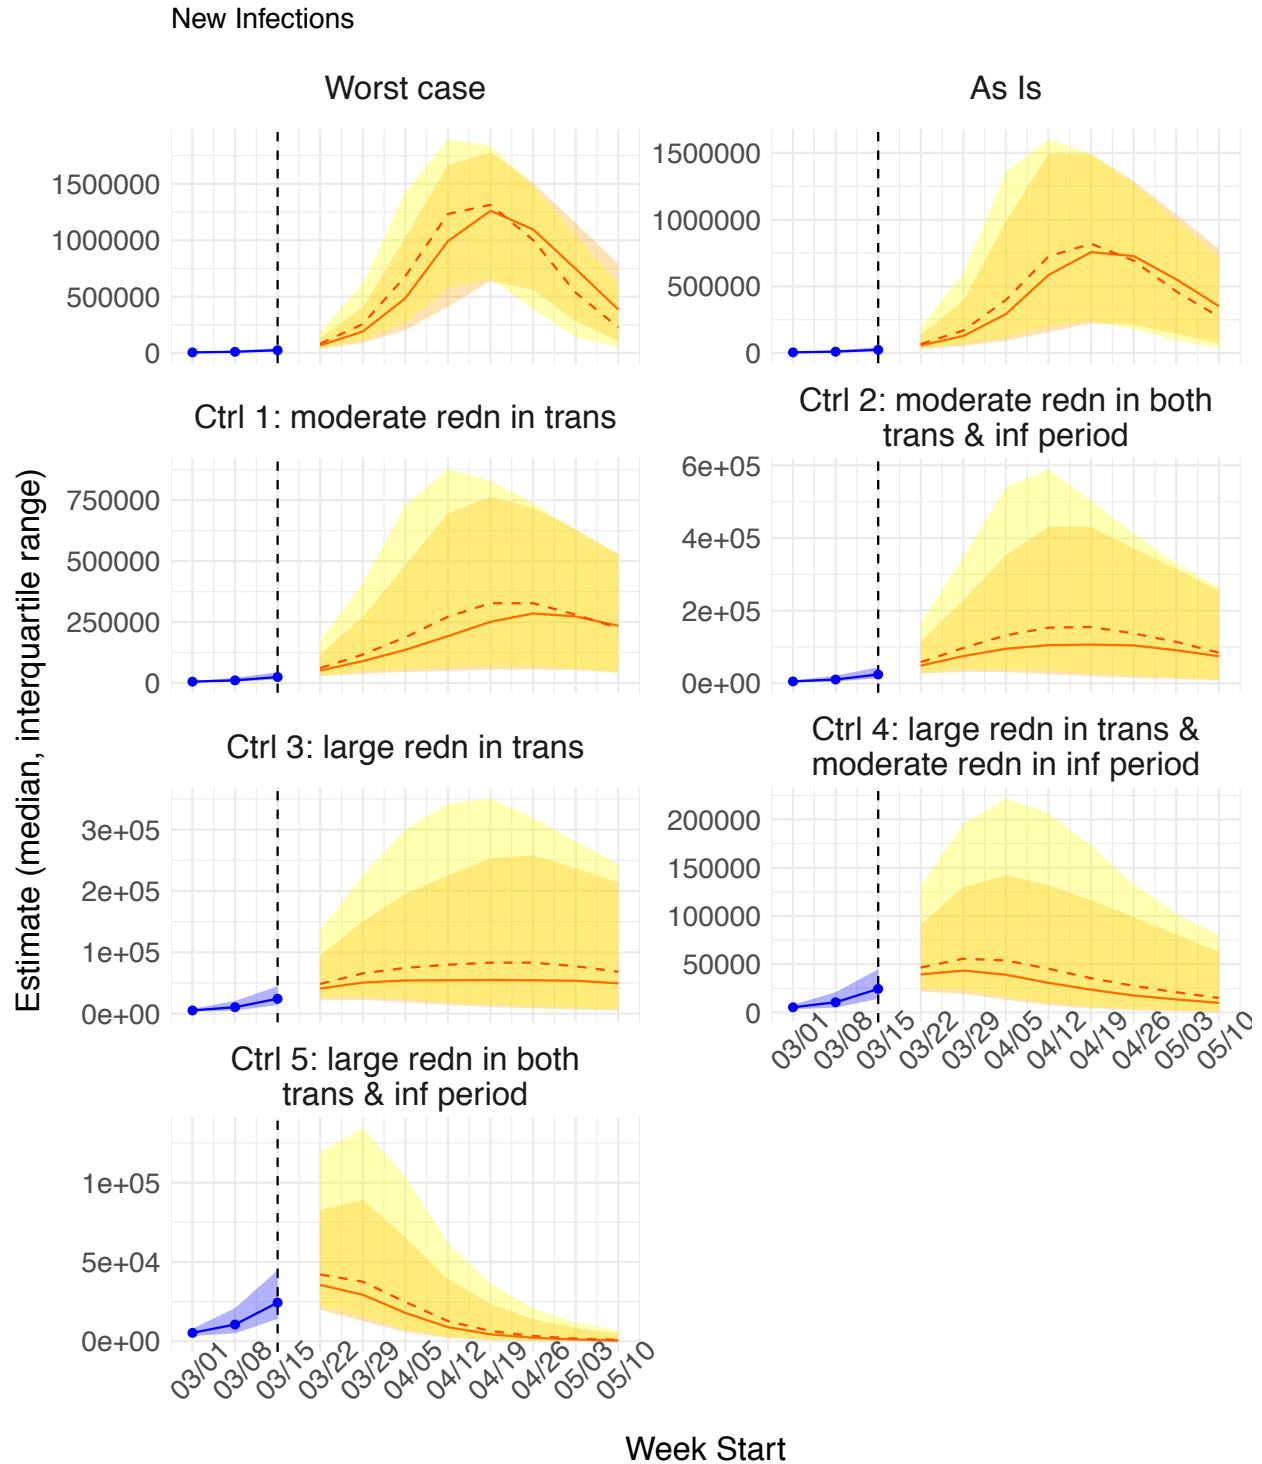 New Infections
Worst case
As Is
1500000
1000000
500000
0
1500000
1000000
500000
0
Ctrl 1: moderate redn in trans
Ctrl 2: moderate redn in both
trans & inf period
750000
500000
250000
0
6e+05
4e+05
2e+05
0e+00
Estimate (median, interquartile range)
Ctrl 3: large redn in trans
Ctrl 4: large redn in trans &
moderate redn in inf period
3e+05
2e+05
1e+05
0e+00
200000
150000
100000
50000
0
03/01
03/08
03/15
03/22
03/29
04/05
04/12
04/19
04/26
05/03
05/10
Ctrl 5: large redn in both
trans & inf period
1e+05
5e+04
0e+00
03/01
03/08
03/15
03/22
03/29
04/05
04/12
04/19
04/26
05/03
05/10
Week Start